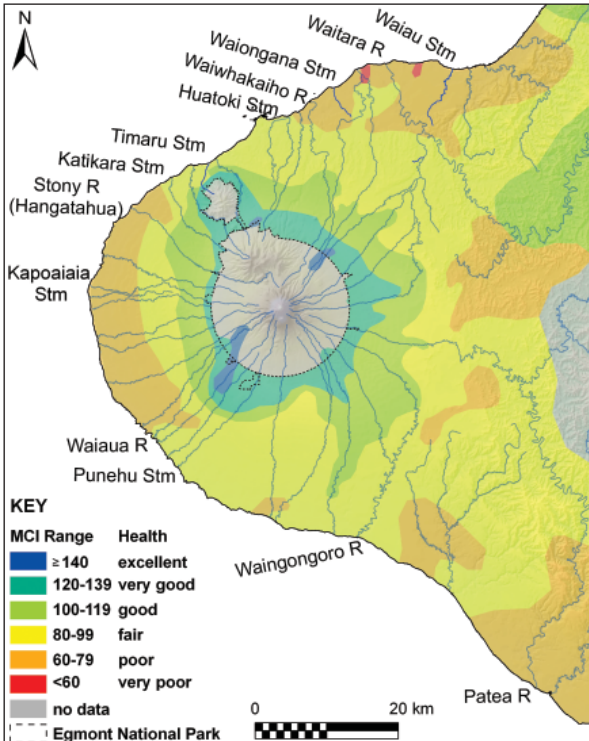 N
Waiau Stm
Waitara R
Waiongana Stm
Waiwhakaiho R
Huatoki Stm
Timaru Stm
Katikara Stm
Stony R
(Hangatahua)
Kapoaiaia
Stm
Waiaua R
Punehu Stm
Waingongoro R
Patea R
KEY
MCI Range Health
≥140 excellent
120-139 very good
100-119 good
80-99 fair
60-79 poor
<60 very poor
no data
Egmont National Park
0 20 km